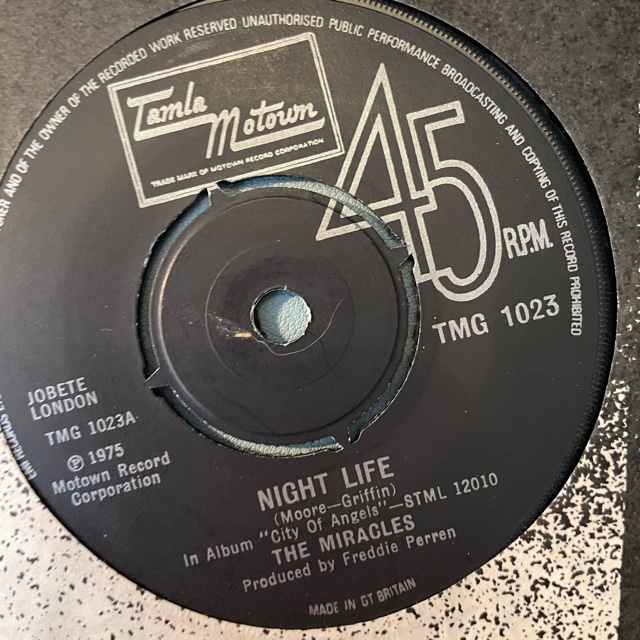 AND OF THE OWNER OF THE RECORDED WORK RESERVED UNAUTHORISED PUBLIC PERFORMANCE BROADCASTING AND COPYING OF THIS RECORD PROHIBITED
Tamla
Motown
TRADE MARK OF MOTOWN RECORD CORPORATION
45
R.P.M.
TMG 1023
JOBETE
LONDON
TMG 1023A
℗ 1975
Motown Record
Corporation
NIGHT LIFE
(Moore—Griffin)
In Album "City Of Angels"—STML 12010
THE MIRACLES
Produced by Freddie Perren
MADE IN GT BRITAIN